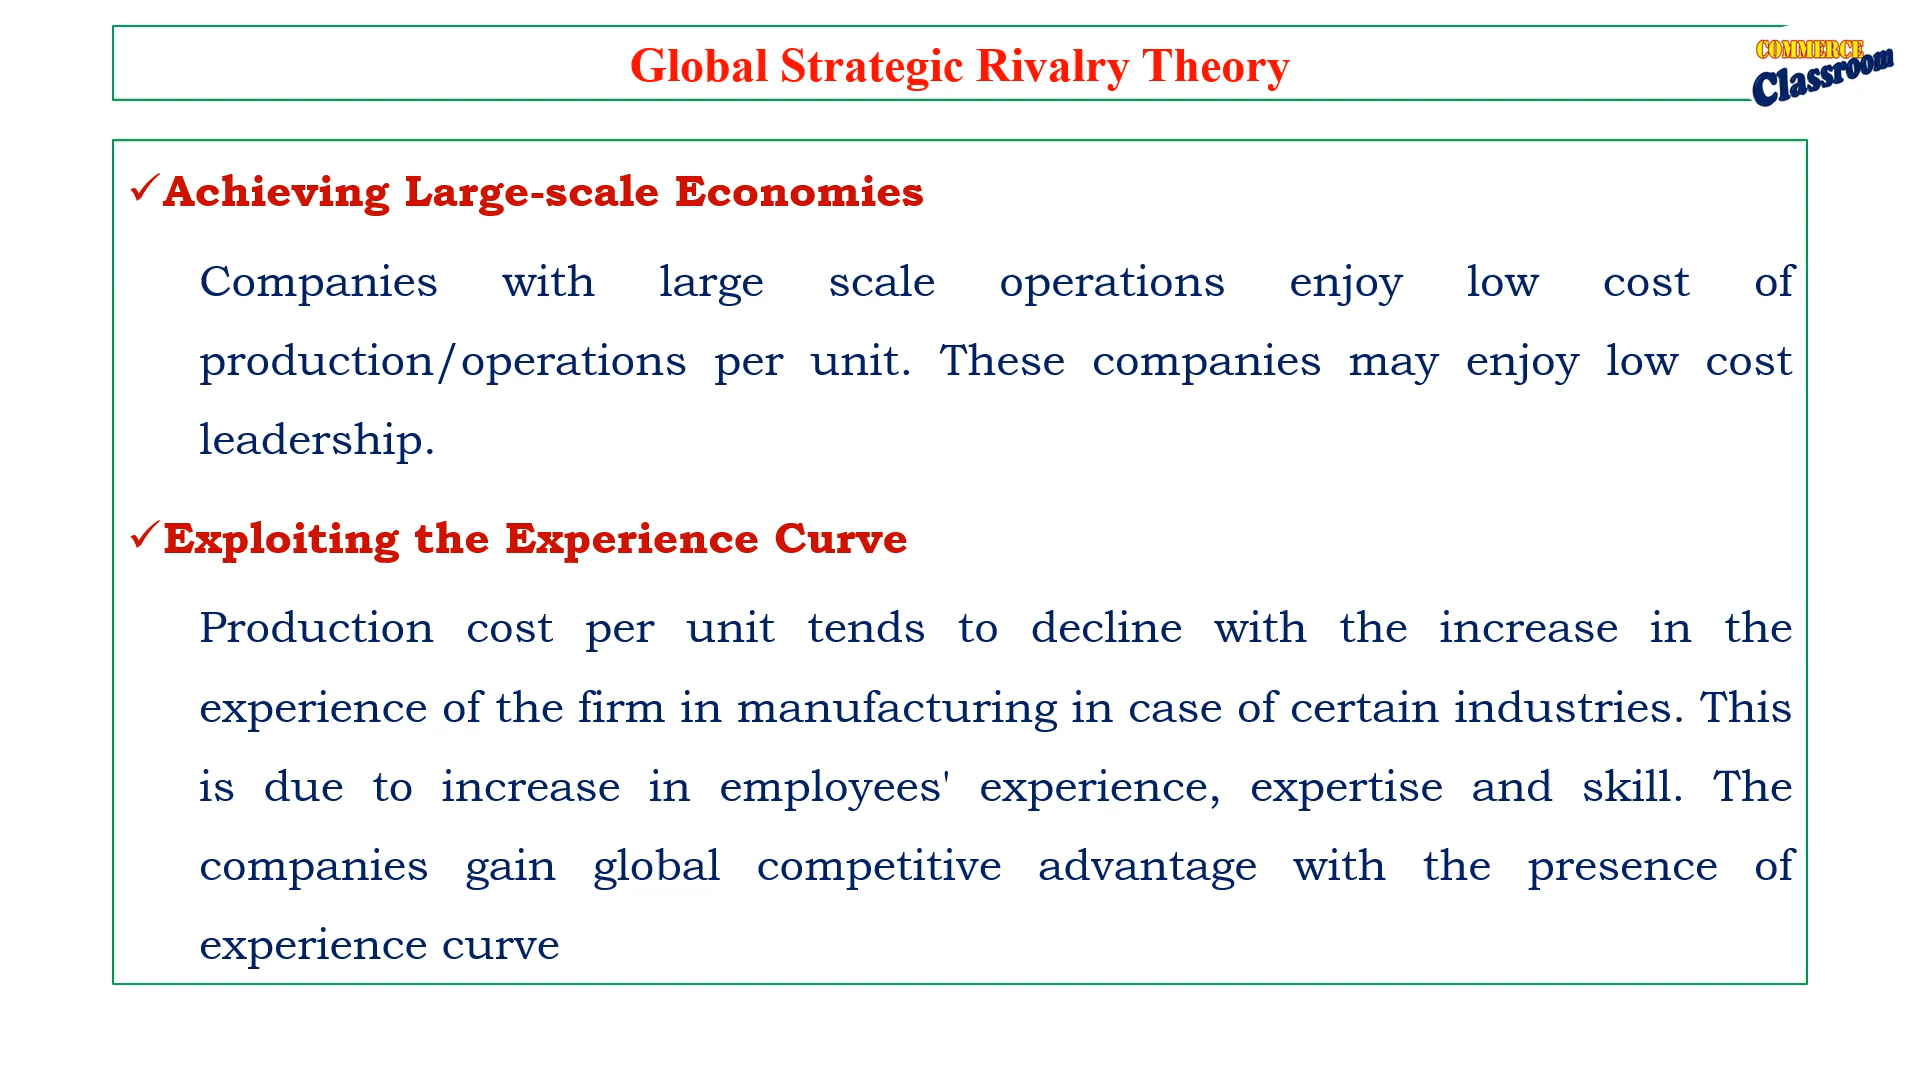 Global Strategic Rivalry Theory
COMMERCE
Classroom
✓Achieving Large-scale Economies
Companies with large scale operations enjoy low cost of
production/operations per unit. These companies may enjoy low cost
leadership.
✓Exploiting the Experience Curve
Production cost per unit tends to decline with the increase in the
experience of the firm in manufacturing in case of certain industries. This
is due to increase in employees' experience, expertise and skill. The
companies gain global competitive advantage with the presence of
experience curve